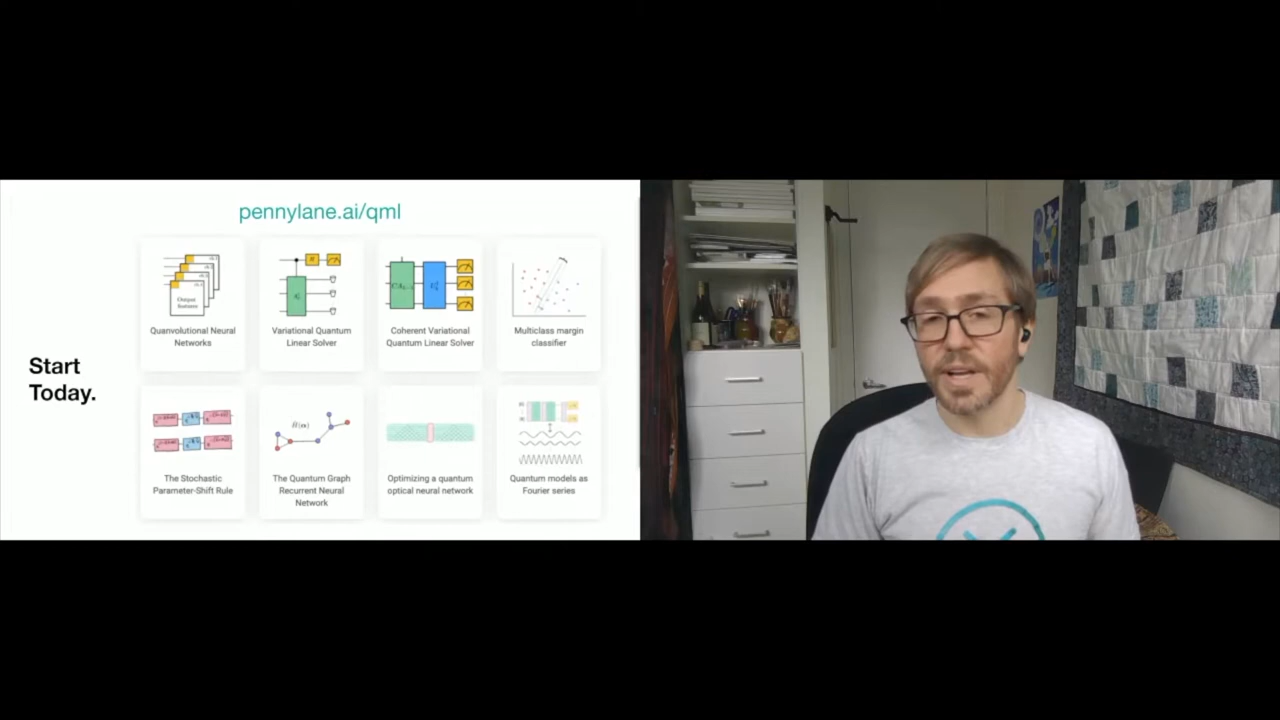 pennylane.ai/qml
Start
Today.
Output
features
Quanvolutional Neural
Networks
Variational Quantum
Linear Solver
Coherent Variational
Quantum Linear Solver
Multiclass margin
classifier
The Stochastic
Parameter-Shift Rule
Ĥ(α)
The Quantum Graph
Recurrent Neural
Network
Optimizing a quantum
optical neural network
Quantum models as
Fourier series